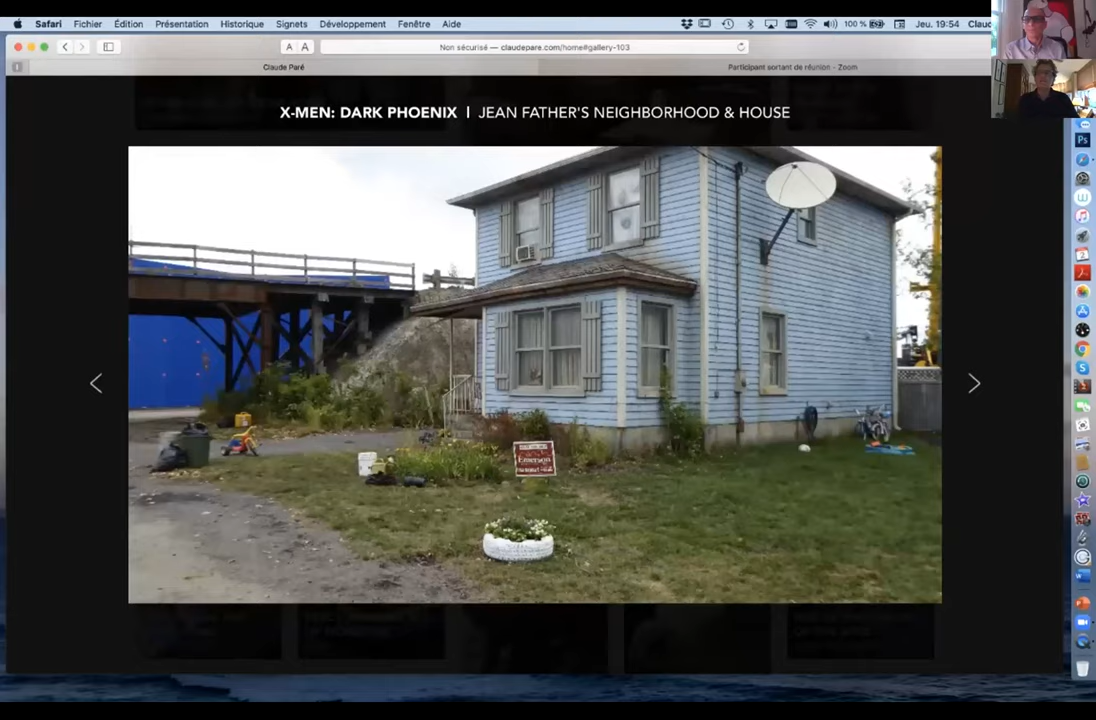 Safari Fichier Édition Présentation Historique Signets Développement Fenêtre Aide
100 %
Jeu. 19:54
Non sécurisé — claudepare.com/home#gallery-103
Claude Paré
Participant sortant de réunion - Zoom
X-MEN: DARK PHOENIX | JEAN FATHER'S NEIGHBORHOOD & HOUSE
Emerson